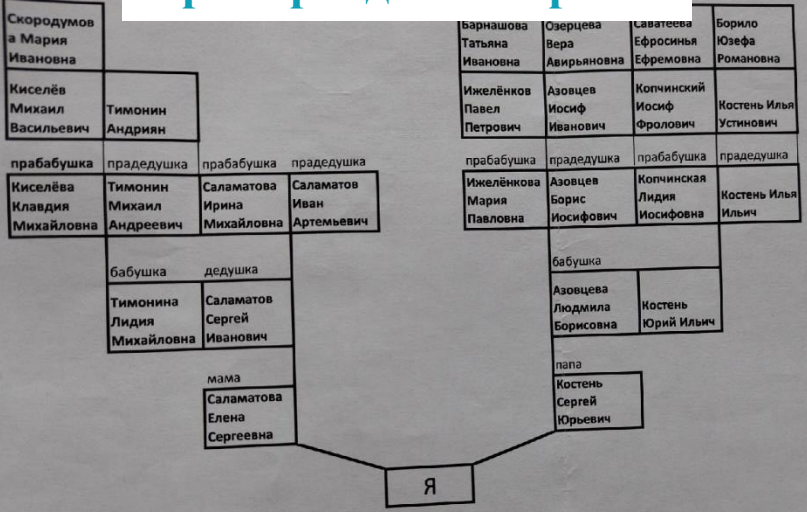 Скородумов
а Мария
Ивановна
Барнашова
Татьяна
Ивановна
Озерцева
Вера
Авирьяновна
Саватеева
Ефросинья
Ефремовна
Борило
Юзефа
Романовна
Киселёв
Михаил
Васильевич
Тимонин
Андриян
Ижелёнков
Павел
Петрович
Азовцев
Иосиф
Иванович
Копчинский
Иосиф
Фролович
Костень Илья
Устинович
прабабушка прадедушка прабабушка прадедушка
прабабушка прадедушка прабабушка прадедушка
Киселёва
Клавдия
Михайловна
Тимонин
Михаил
Андреевич
Саламатова
Ирина
Михайловна
Саламатов
Иван
Артемьевич
Ижелёнкова
Мария
Павловна
Азовцев
Борис
Иосифович
Копчинская
Лидия
Иосифовна
Костень Илья
Ильич
бабушка дедушка
бабушка
Тимонина
Лидия
Михайловна
Саламатов
Сергей
Иванович
Азовцева
Людмила
Борисовна
Костень
Юрий Ильич
мама
папа
Саламатова
Елена
Сергеевна
Костень
Сергей
Юрьевич
Я